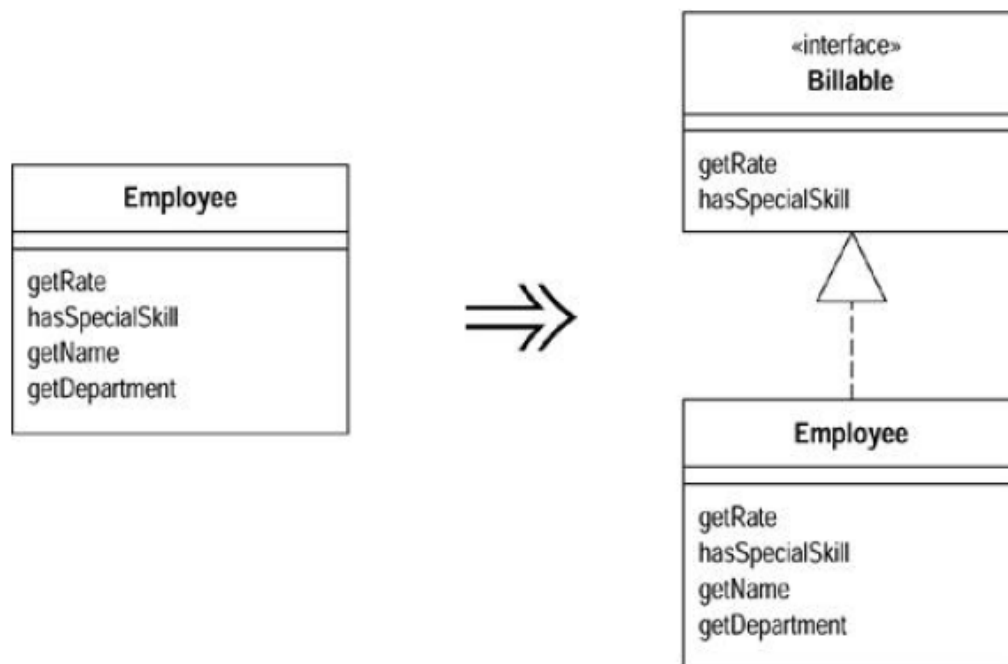 Employee
getRate
hasSpecialSkill
getName
getDepartment
«interface»
Billable
getRate
hasSpecialSkill
Employee
getRate
hasSpecialSkill
getName
getDepartment